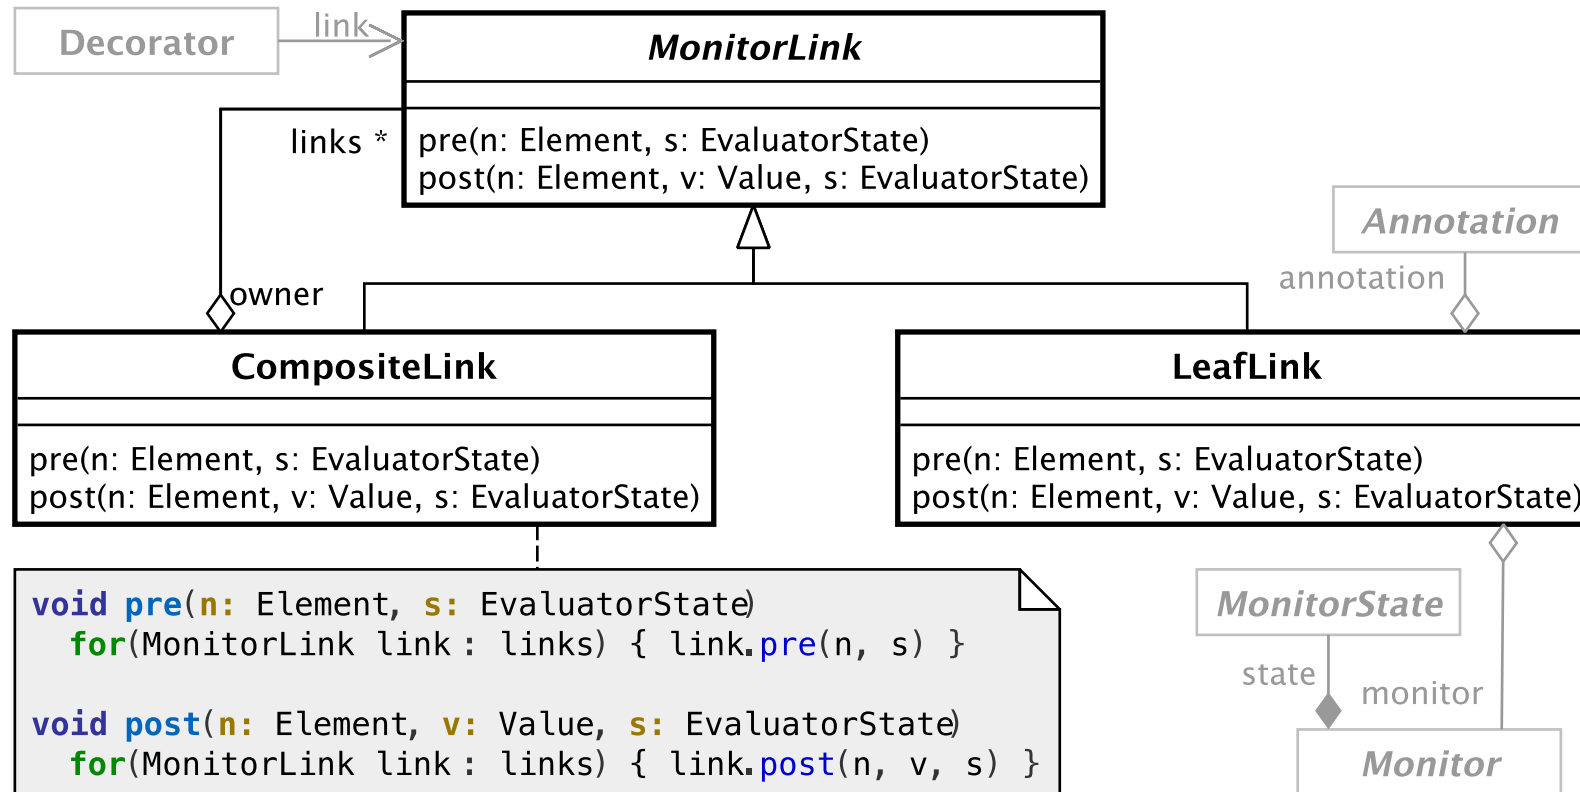 Decorator
link
MonitorLink
links *
pre(n: Element, s: EvaluatorState)
post(n: Element, v: Value, s: EvaluatorState)
Annotation
annotation
owner
CompositeLink
pre(n: Element, s: EvaluatorState)
post(n: Element, v: Value, s: EvaluatorState)
LeafLink
pre(n: Element, s: EvaluatorState)
post(n: Element, v: Value, s: EvaluatorState)
void pre(n: Element, s: EvaluatorState)
for(MonitorLink link : links) { link.pre(n, s) }
void post(n: Element, v: Value, s: EvaluatorState)
for(MonitorLink link : links) { link.post(n, v, s) }
MonitorState
state
monitor
Monitor